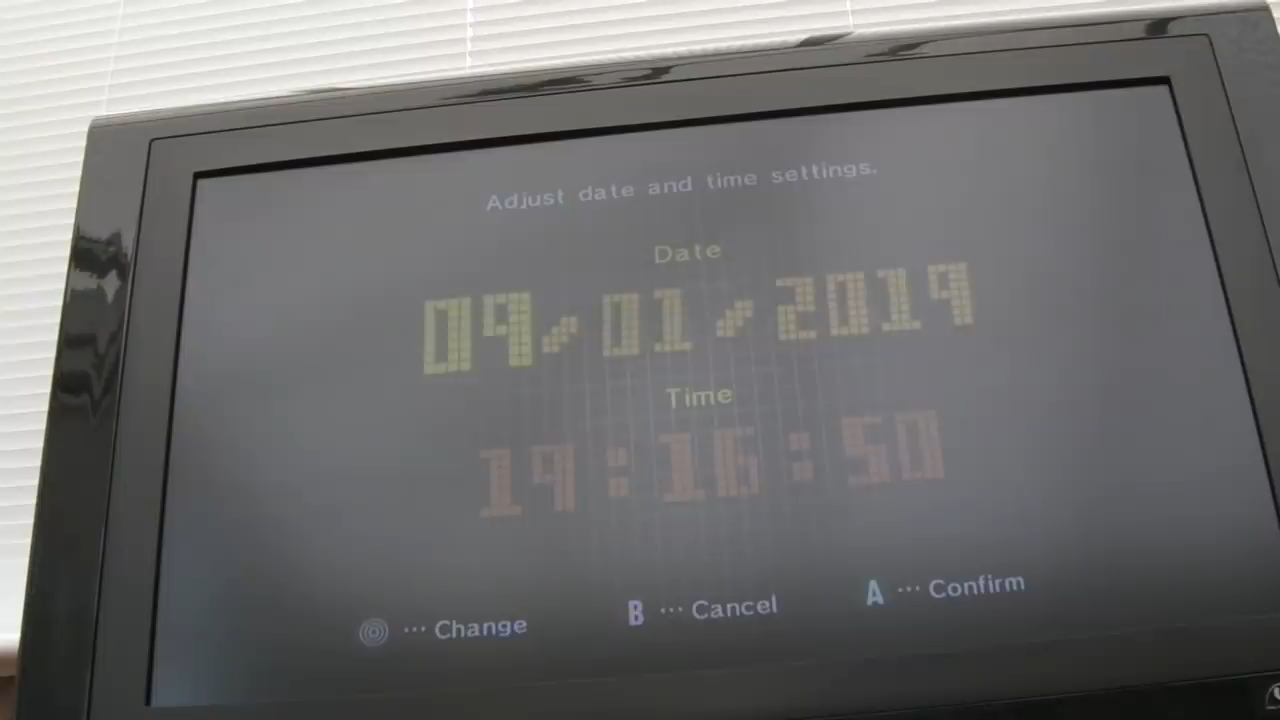 Adjust date and time settings.
Date
09/01/2019
Time
19:16:50
··· Change
B ··· Cancel
A ··· Confirm